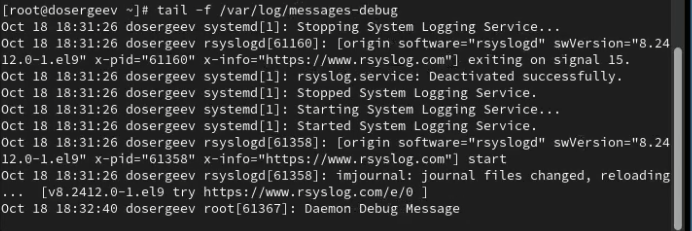 [root@dosergeev ~]# tail -f /var/log/messages-debug
Oct 18 18:31:26 dosergeev systemd[1]: Stopping System Logging Service...
Oct 18 18:31:26 dosergeev rsyslogd[61160]: [origin software="rsyslogd" swVersion="8.24
12.0-1.el9" x-pid="61160" x-info="https://www.rsyslog.com"] exiting on signal 15.
Oct 18 18:31:26 dosergeev systemd[1]: rsyslog.service: Deactivated successfully.
Oct 18 18:31:26 dosergeev systemd[1]: Stopped System Logging Service.
Oct 18 18:31:26 dosergeev systemd[1]: Starting System Logging Service...
Oct 18 18:31:26 dosergeev systemd[1]: Started System Logging Service.
Oct 18 18:31:26 dosergeev rsyslogd[61358]: [origin software="rsyslogd" swVersion="8.24
12.0-1.el9" x-pid="61358" x-info="https://www.rsyslog.com"] start
Oct 18 18:31:26 dosergeev rsyslogd[61358]: imjournal: journal files changed, reloading
...  [v8.2412.0-1.el9 try https://www.rsyslog.com/e/0 ]
Oct 18 18:32:40 dosergeev root[61367]: Daemon Debug Message